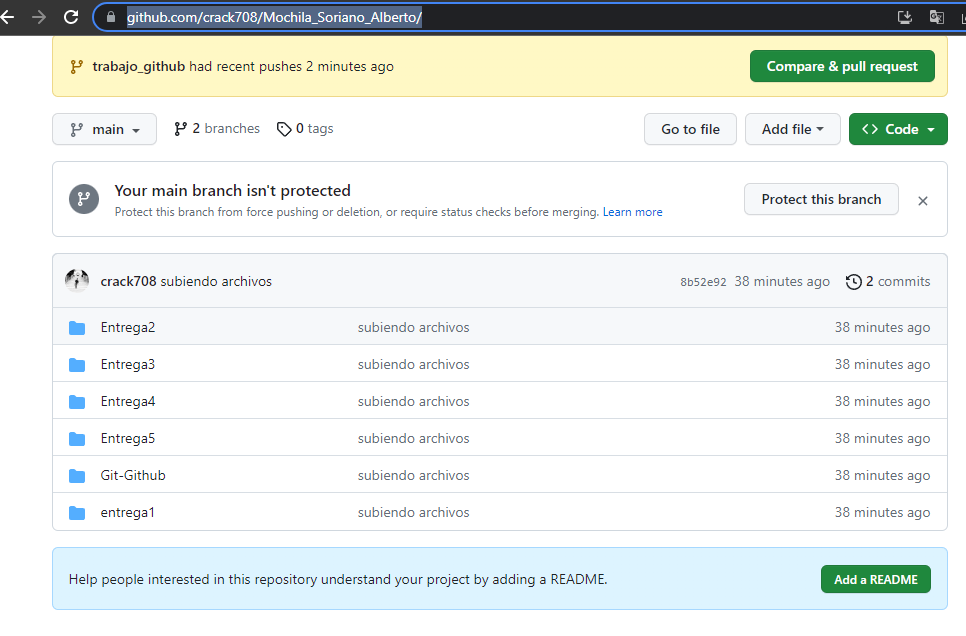 github.com/crack708/Mochila_Soriano_Alberto/
trabajo_github had recent pushes 2 minutes ago Compare & pull request
main 2 branches 0 tags Go to file Add file <> Code
Your main branch isn't protected
Protect this branch from force pushing or deletion, or require status checks before merging. Learn more Protect this branch
crack708 subiendo archivos 8b52e92 38 minutes ago 2 commits
Entrega2 subiendo archivos 38 minutes ago
Entrega3 subiendo archivos 38 minutes ago
Entrega4 subiendo archivos 38 minutes ago
Entrega5 subiendo archivos 38 minutes ago
Git-Github subiendo archivos 38 minutes ago
entrega1 subiendo archivos 38 minutes ago
Help people interested in this repository understand your project by adding a README. Add a README